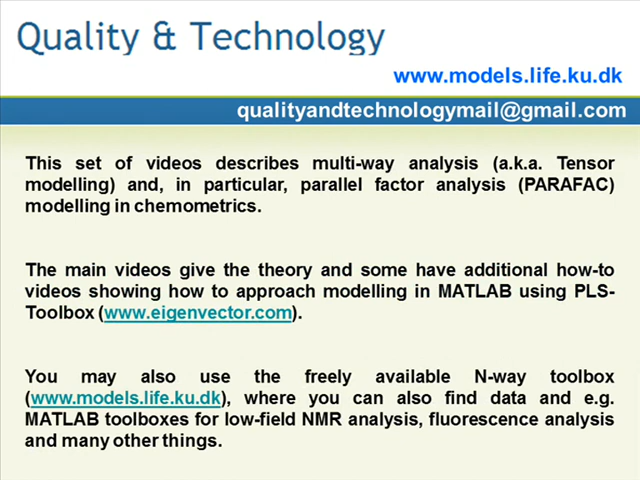 Quality & Technology
www.models.life.ku.dk
qualityandtechnologymail@gmail.com
This set of videos describes multi-way analysis (a.k.a. Tensor
modelling) and, in particular, parallel factor analysis (PARAFAC)
modelling in chemometrics.
The main videos give the theory and some have additional how-to
videos showing how to approach modelling in MATLAB using PLS-
Toolbox (www.eigenvector.com).
You may also use the freely available N-way toolbox
(www.models.life.ku.dk), where you can also find data and e.g.
MATLAB toolboxes for low-field NMR analysis, fluorescence analysis
and many other things.